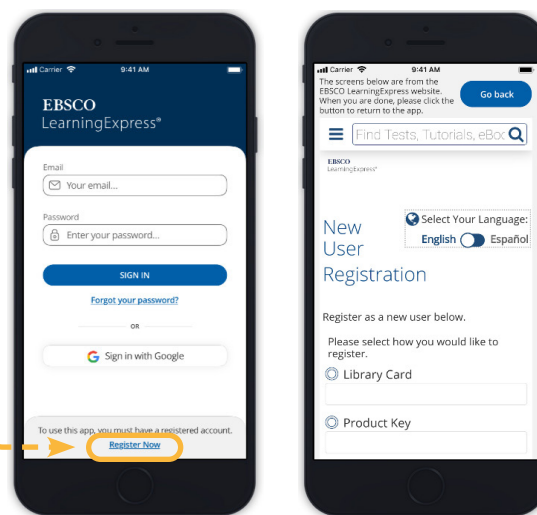 Carrier 9:41 AM
EBSCO
LearningExpress®
Email
Your email...
Password
Enter your password...
SIGN IN
Forgot your password?
OR
Sign in with Google
To use this app, you must have a registered account.
Register Now
Carrier 9:41 AM
The screens below are from the
EBSCO LearningExpress website.
When you are done, please click the
button to return to the app.
Go back
Find Tests, Tutorials, eBoo
EBSCO
LearningExpress®
Select Your Language:
English Español
New
User
Registration
Register as a new user below.
Please select how you would like to
register.
Library Card
Product Key